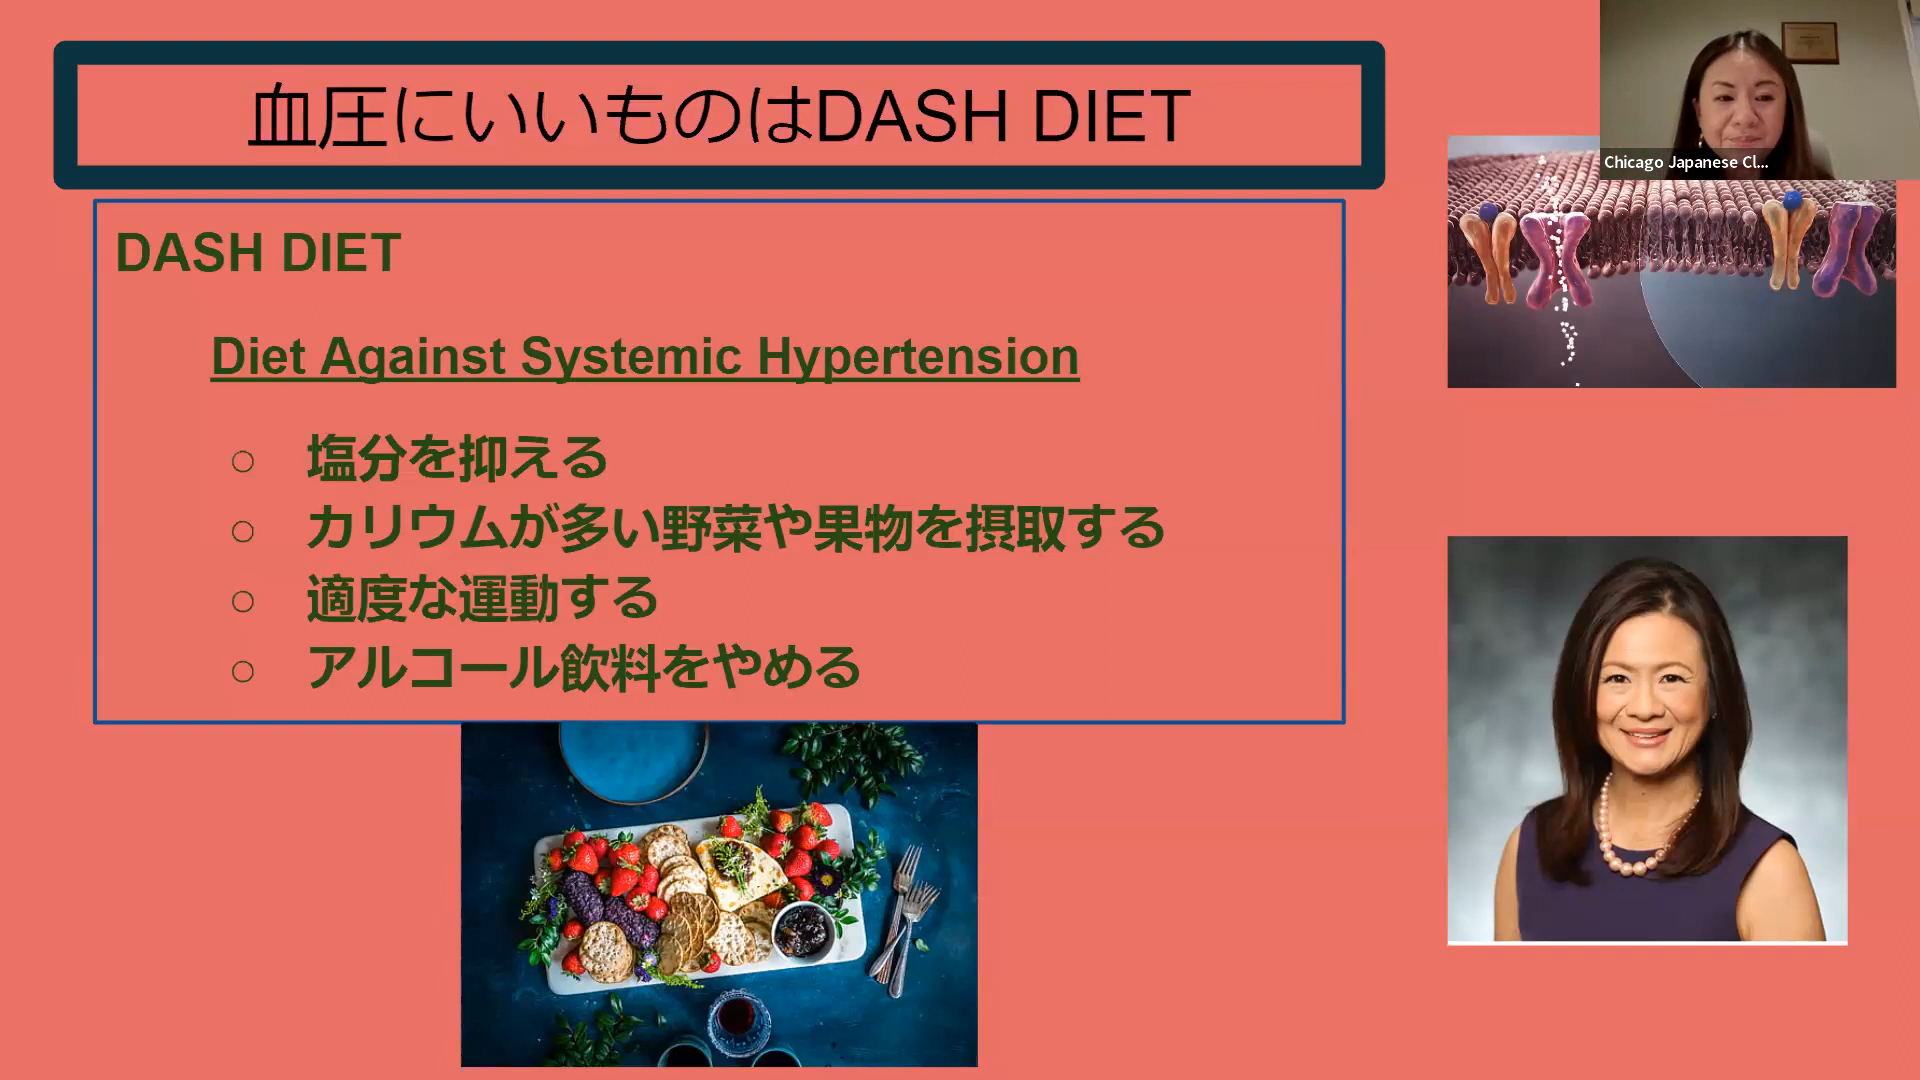 血圧にいいものはDASH DIET
DASH DIET
Diet Against Systemic Hypertension
○ 塩分を抑える
○ カリウムが多い野菜や果物を摂取する
○ 適度な運動する
○ アルコール飲料をやめる
Chicago Japanese Cl...